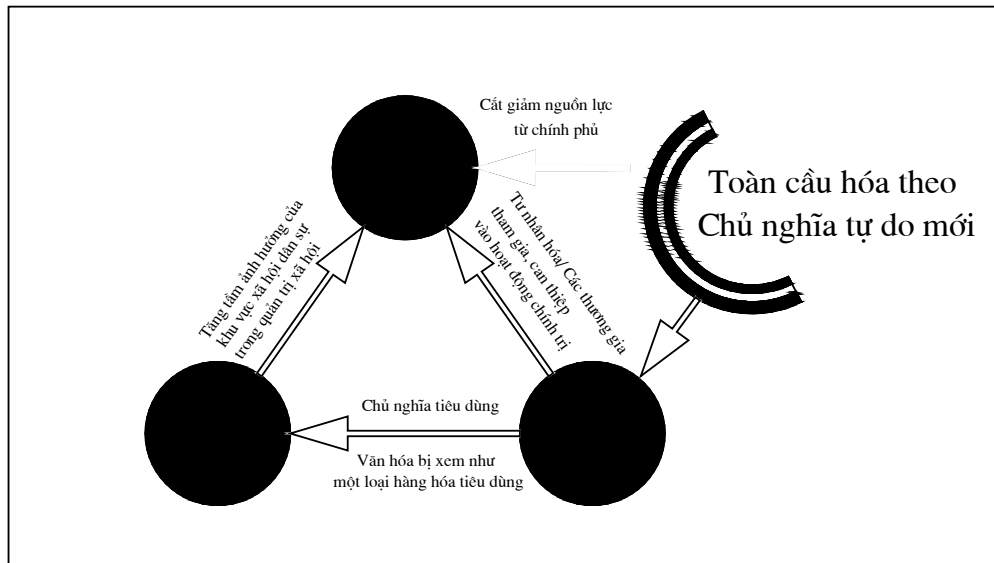 Cắt giảm nguồn lực
từ chính phủ
Toàn cầu hóa theo
Chủ nghĩa tự do mới
Tăng tầm ảnh hưởng của
khu vực xã hội dân sự
trong quản trị xã hội
Tư nhân hóa/ Các thương gia
tham gia, can thiệp
vào hoạt động chính trị
Chủ nghĩa tiêu dùng
Văn hóa bị xem như
một loại hàng hóa tiêu dùng